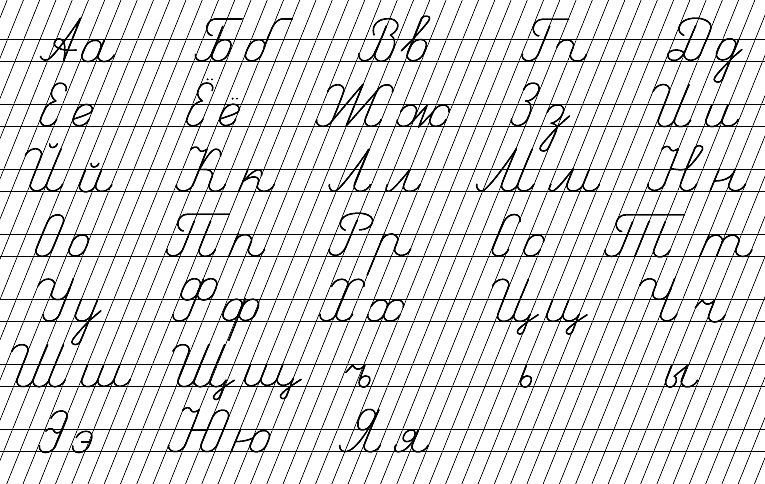 Аа Бб Вв Гг Дд
Ее Ёё Жж Зз Ии
Йй Кк Лл Мм Нн
Оо Пп Рр Сс Тт
Уу Фф Хх Цц Чч
Шш Щщ ъ ь ы
Ээ Юю Яя